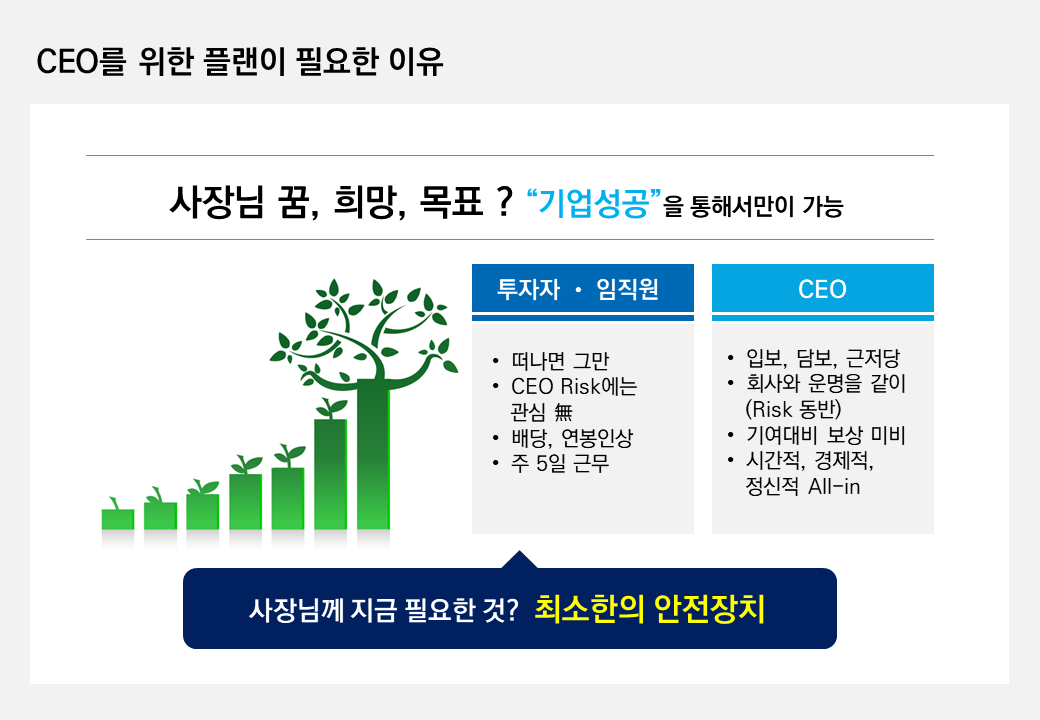 CEO를 위한 플랜이 필요한 이유
사장님 꿈, 희망, 목표 ? “기업성공”을 통해서만이 가능
투자자 • 임직원
• 떠나면 그만
• CEO Risk에는
관심 無
• 배당, 연봉인상
• 주 5일 근무
CEO
• 입보, 담보, 근저당
• 회사와 운명을 같이
(Risk 동반)
• 기여대비 보상 미비
• 시간적, 경제적,
정신적 All-in
사장님께 지금 필요한 것? 최소한의 안전장치